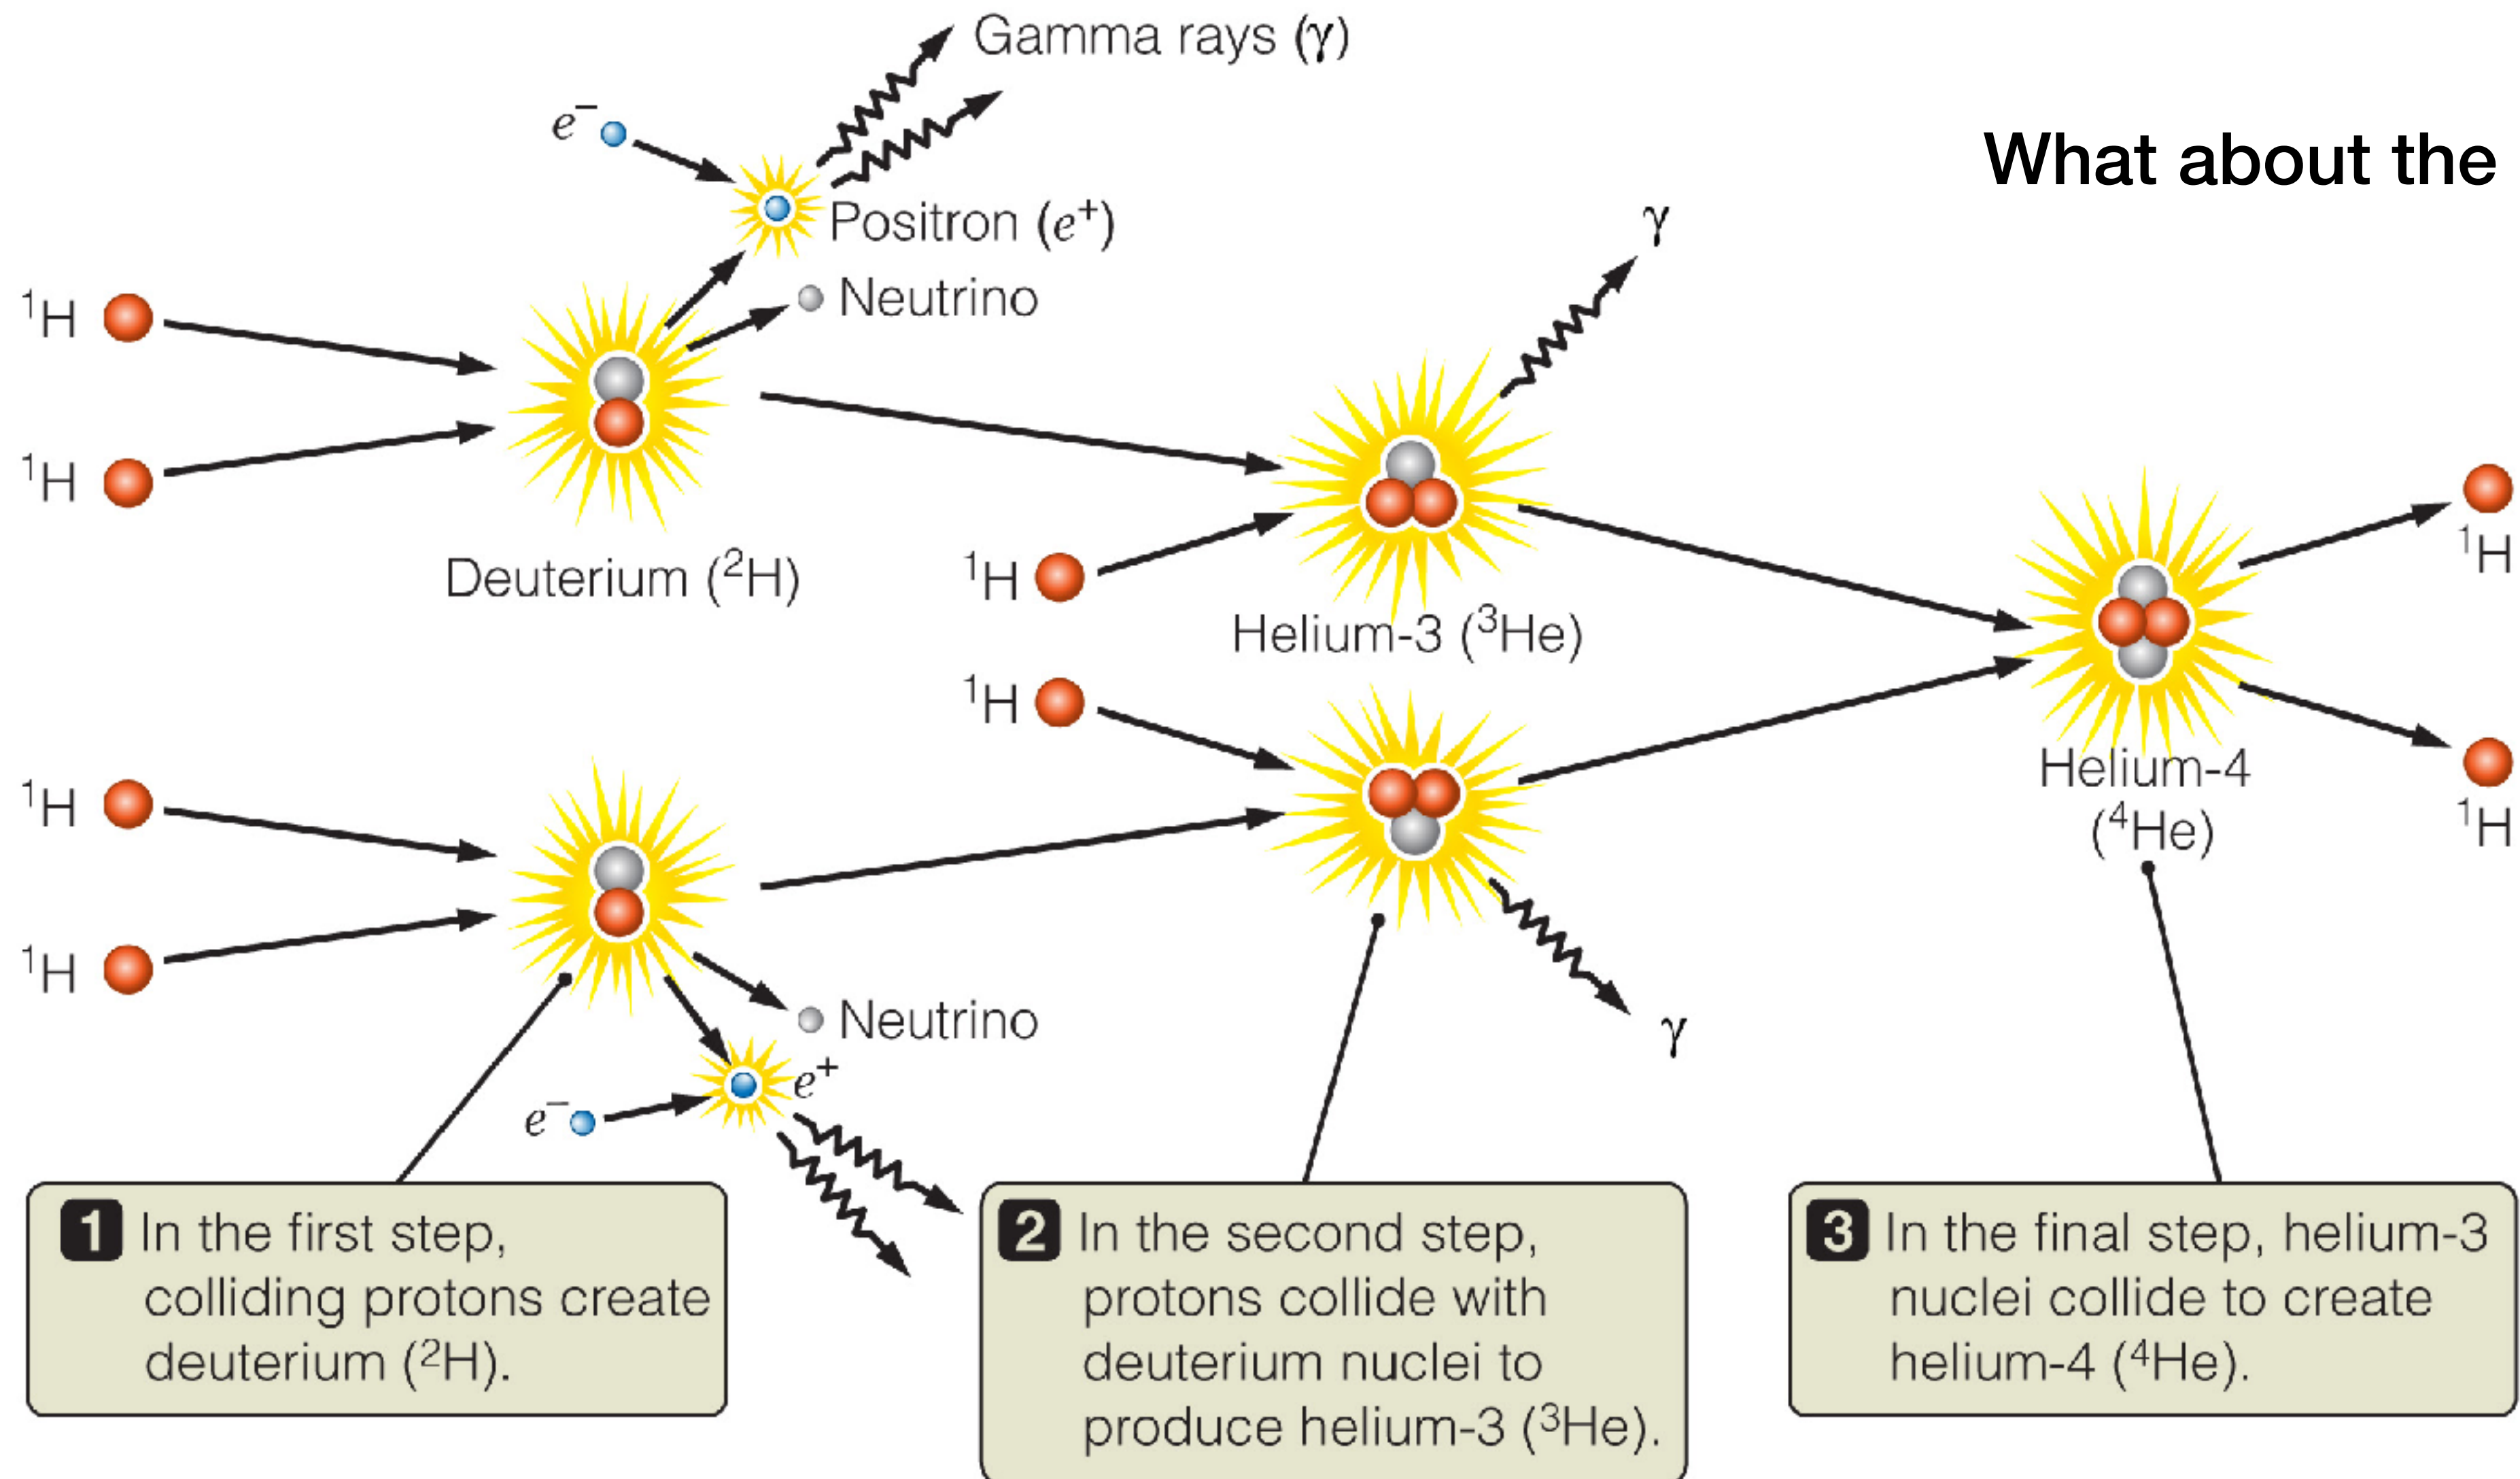 Gamma rays (γ)
e⁻
What about the
Positron (e⁺)
γ
Neutrino
¹H
¹H
¹H
Deuterium (²H)
¹H
Helium-3 (³He)
¹H
¹H
Helium-4
(⁴He)
¹H
¹H
Neutrino
γ
e⁺
e⁻
1 In the first step,
colliding protons create
deuterium (²H).
2 In the second step,
protons collide with
deuterium nuclei to
produce helium-3 (³He).
3 In the final step, helium-3
nuclei collide to create
helium-4 (⁴He).